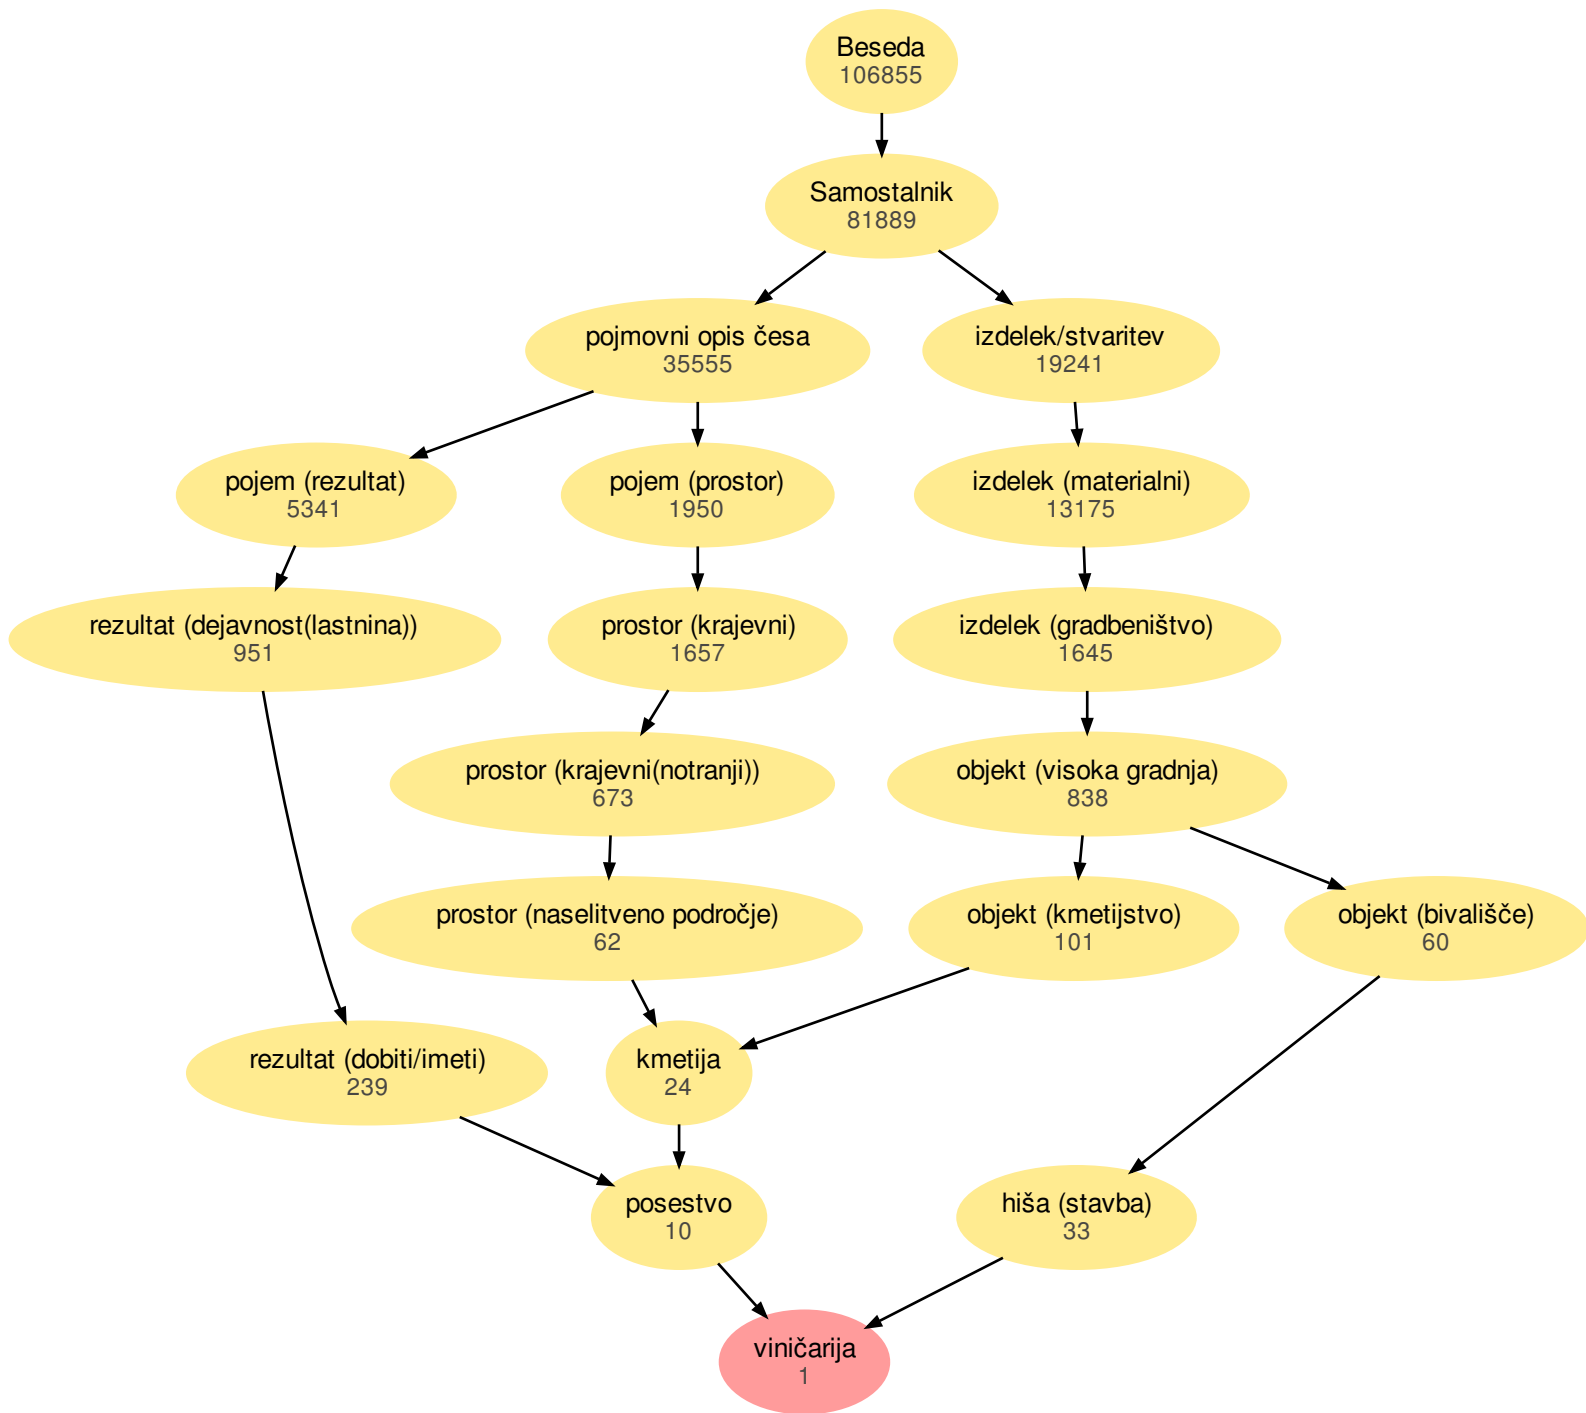 Beseda
106855
Samostalnik
81889
pojmovni opis česa
35555
izdelek/stvaritev
19241
pojem (rezultat)
5341
pojem (prostor)
1950
izdelek (materialni)
13175
rezultat (dejavnost(lastnina))
951
prostor (krajevni)
1657
izdelek (gradbeništvo)
1645
prostor (krajevni(notranji))
673
objekt (visoka gradnja)
838
prostor (naselitveno področje)
62
objekt (kmetijstvo)
101
objekt (bivališče)
60
rezultat (dobiti/imeti)
239
kmetija
24
posestvo
10
hiša (stavba)
33
viničarija
1